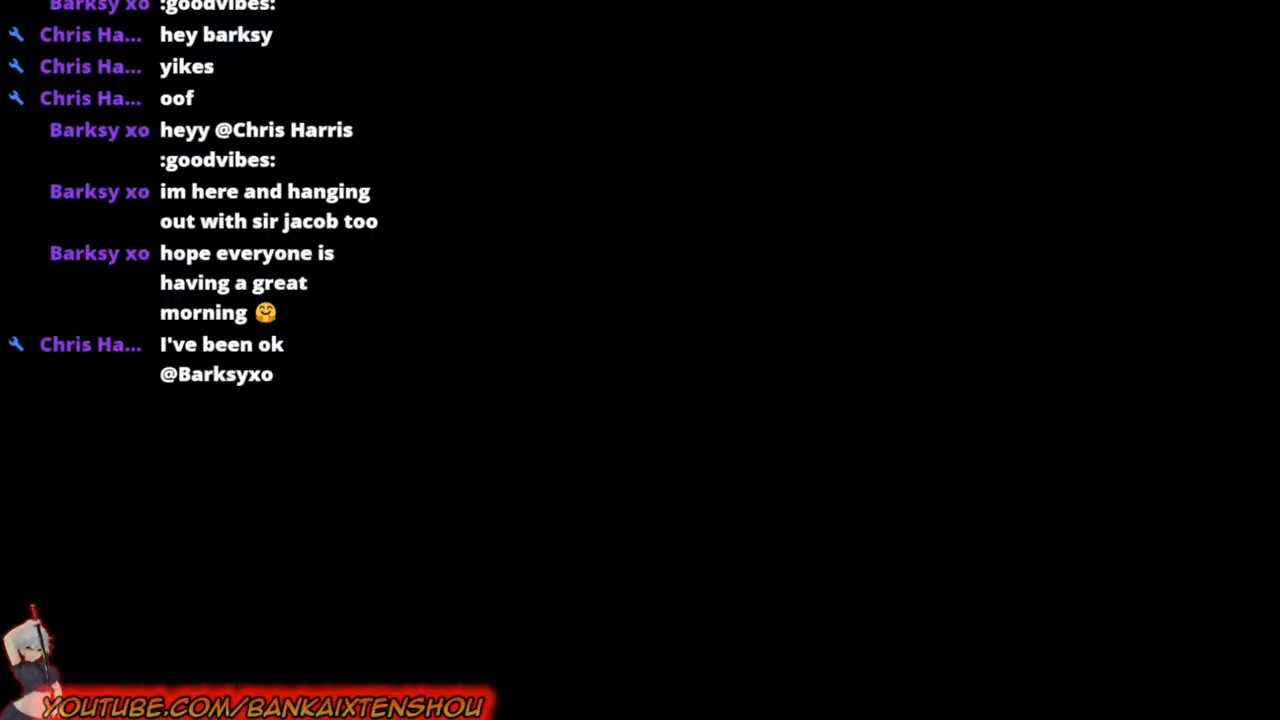 Barksy xo :goodvibes:
Chris Ha... hey barksy
Chris Ha... yikes
Chris Ha... oof
Barksy xo heyy @Chris Harris
:goodvibes:
Barksy xo im here and hanging
out with sir jacob too
Barksy xo hope everyone is
having a great
morning 🤗
Chris Ha... I've been ok
@Barksyxo
YOUTUBE.COM/BANKAIXTENSHOU